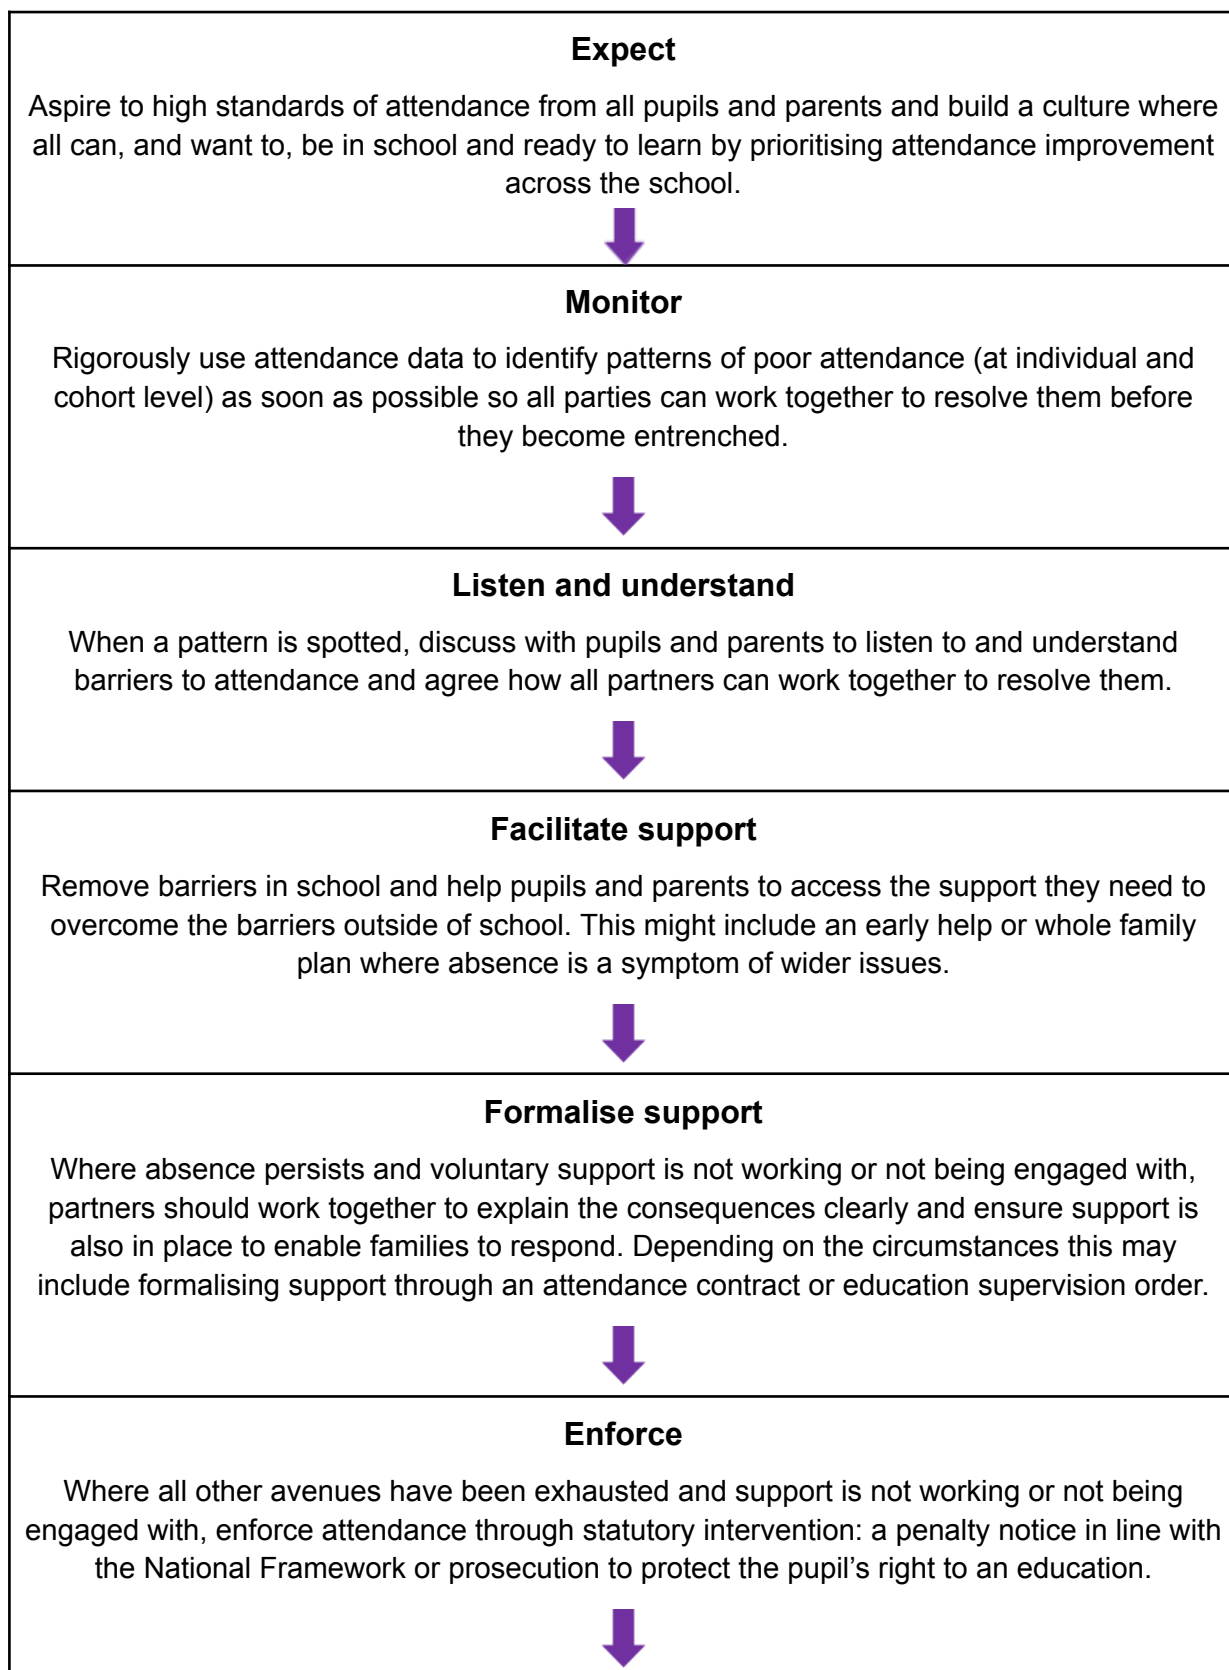 Expect
Aspire to high standards of attendance from all pupils and parents and build a culture where
all can, and want to, be in school and ready to learn by prioritising attendance improvement
across the school.
Monitor
Rigorously use attendance data to identify patterns of poor attendance (at individual and
cohort level) as soon as possible so all parties can work together to resolve them before
they become entrenched.
Listen and understand
When a pattern is spotted, discuss with pupils and parents to listen to and understand
barriers to attendance and agree how all partners can work together to resolve them.
Facilitate support
Remove barriers in school and help pupils and parents to access the support they need to
overcome the barriers outside of school. This might include an early help or whole family
plan where absence is a symptom of wider issues.
Formalise support
Where absence persists and voluntary support is not working or not being engaged with,
partners should work together to explain the consequences clearly and ensure support is
also in place to enable families to respond. Depending on the circumstances this may
include formalising support through an attendance contract or education supervision order.
Enforce
Where all other avenues have been exhausted and support is not working or not being
engaged with, enforce attendance through statutory intervention: a penalty notice in line with
the National Framework or prosecution to protect the pupil’s right to an education.